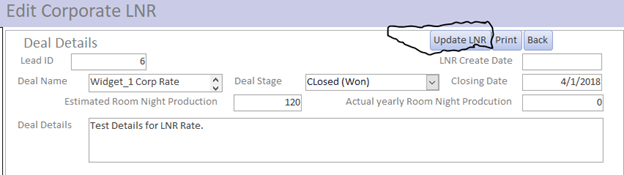 Edit Corporate LNR
Deal Details
Update LNR Print Back
Lead ID 6 LNR Create Date
Deal Name Widget_1 Corp Rate Deal Stage CLosed (Won) Closing Date 4/1/2018
Estimated Room Night Production 120 Actual yearly Room Night Prodcution 0
Deal Details Test Details for LNR Rate.